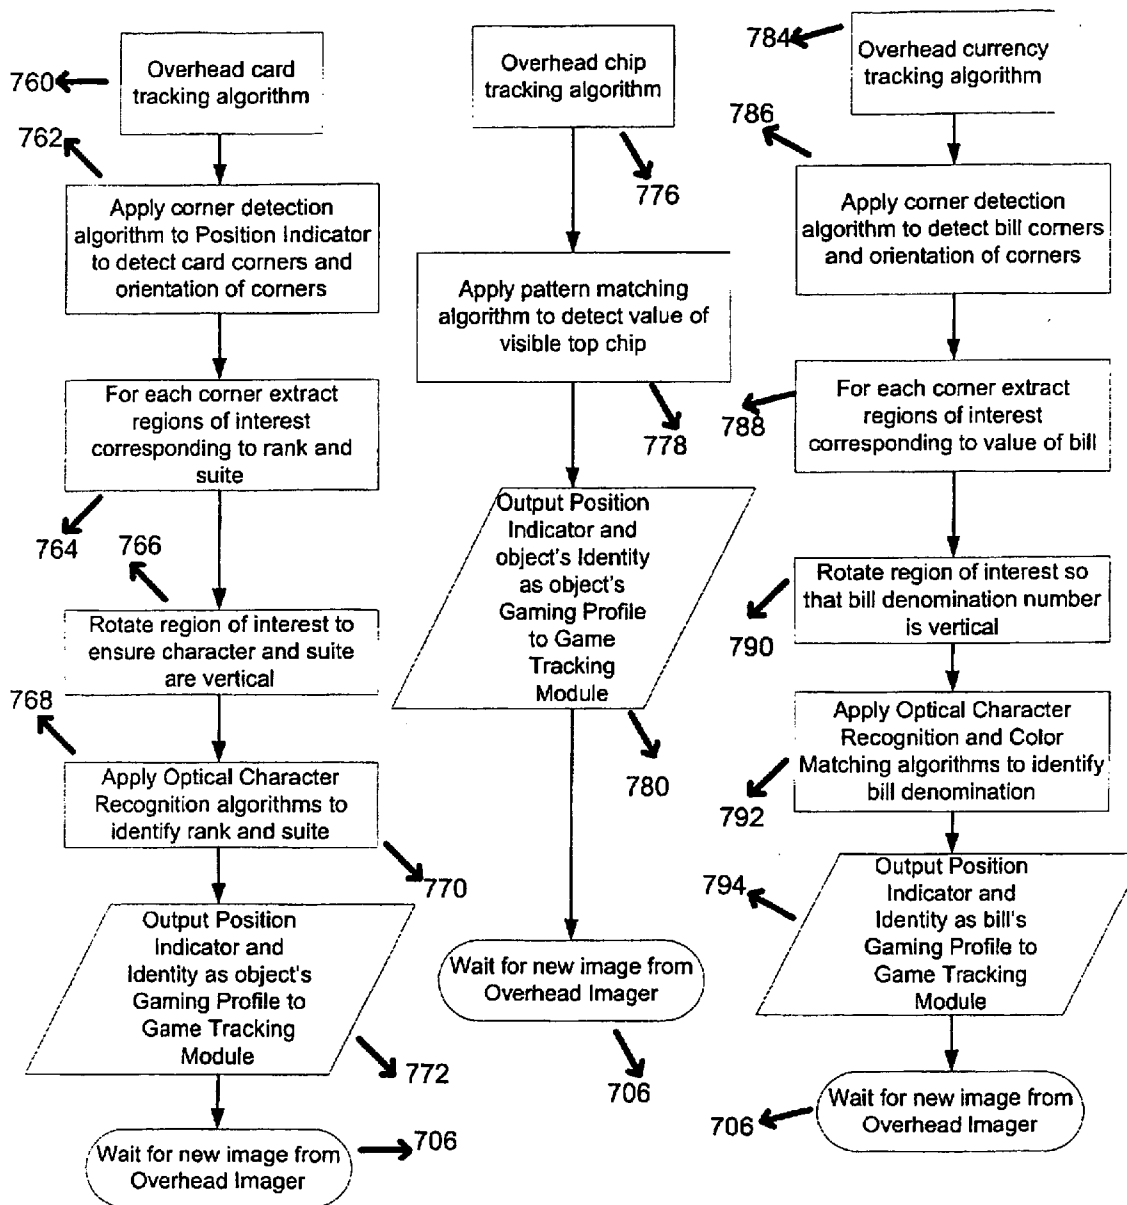 760
Overhead card
tracking algorithm
762
Apply corner detection
algorithm to Position Indicator
to detect card corners and
orientation of corners
For each corner extract
regions of interest
corresponding to rank and
suite
764
766
Rotate region of interest to
ensure character and suite
are vertical
768
Apply Optical Character
Recognition algorithms to
identify rank and suite
770
Output Position
Indicator and
Identity as object's
Gaming Profile to
Game Tracking
Module
772
Wait for new image from
Overhead Imager
706
Overhead chip
tracking algorithm
776
Apply pattern matching
algorithm to detect value of
visible top chip
778
Output Position
Indicator and
object's Identity
as object's
Gaming Profile
to Game
Tracking
Module
780
Wait for new image from
Overhead Imager
706
784
Overhead currency
tracking algorithm
786
Apply corner detection
algorithm to detect bill corners
and orientation of corners
788
For each corner extract
regions of interest
corresponding to value of bill
Rotate region of interest so
that bill denomination number
is vertical
790
Apply Optical Character
Recognition and Color
Matching algorithms to identify
bill denomination
792
794
Output Position
Indicator and
Identity as bill's
Gaming Profile to
Game Tracking
Module
Wait for new image from
Overhead Imager
706